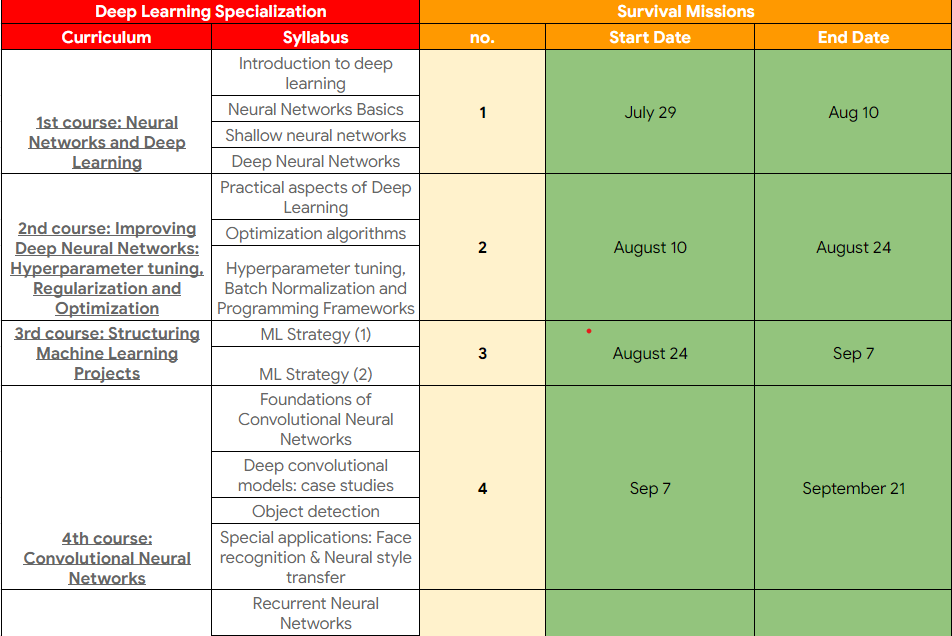 Deep Learning Specialization
Survival Missions
Curriculum
Syllabus
no.
Start Date
End Date
1st course: Neural
Networks and Deep
Learning
Introduction to deep
learning
Neural Networks Basics
Shallow neural networks
Deep Neural Networks
1
July 29
Aug 10
2nd course: Improving
Deep Neural Networks:
Hyperparameter tuning,
Regularization and
Optimization
Practical aspects of Deep
Learning
Optimization algorithms
Hyperparameter tuning,
Batch Normalization and
Programming Frameworks
2
August 10
August 24
3rd course: Structuring
Machine Learning
Projects
ML Strategy (1)
ML Strategy (2)
3
August 24
Sep 7
4th course:
Convolutional Neural
Networks
Foundations of
Convolutional Neural
Networks
Deep convolutional
models: case studies
Object detection
Special applications: Face
recognition & Neural style
transfer
4
Sep 7
September 21
Recurrent Neural
Networks